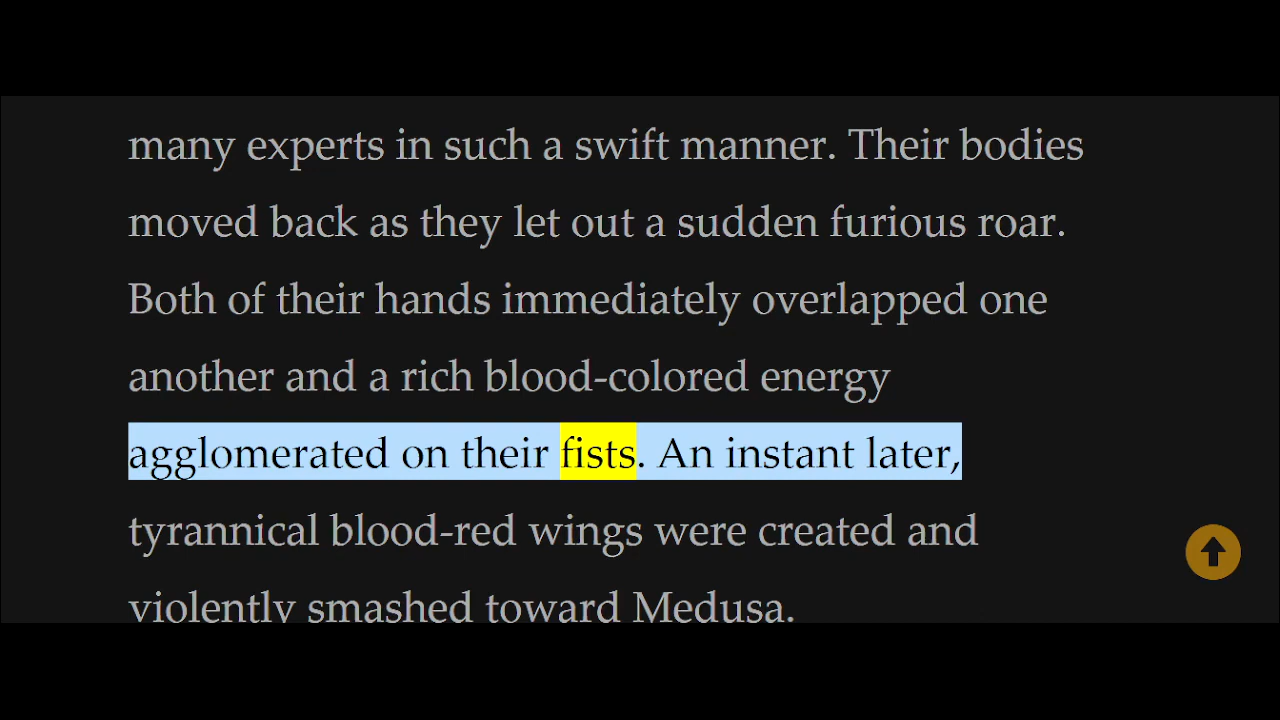 many experts in such a swift manner. Their bodies
moved back as they let out a sudden furious roar.
Both of their hands immediately overlapped one
another and a rich blood-colored energy
agglomerated on their fists. An instant later,
tyrannical blood-red wings were created and
violently smashed toward Medusa.